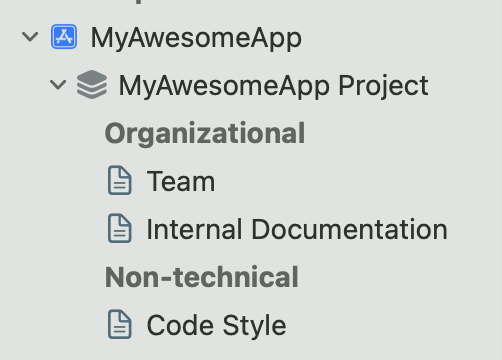 MyAwesomeApp
MyAwesomeApp Project
Organizational
Team
Internal Documentation
Non-technical
Code Style